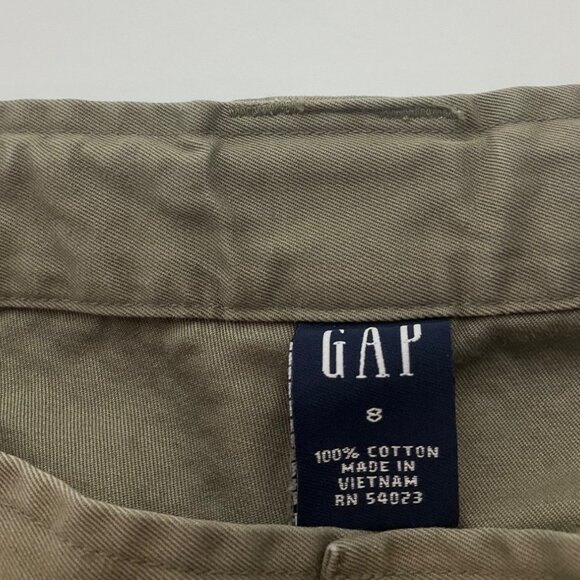 GAP
8
100% COTTON
MADE IN
VIETNAM
RN 54023